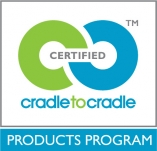 TM
CERTIFIED
cradletocradle
PRODUCTS PROGRAM